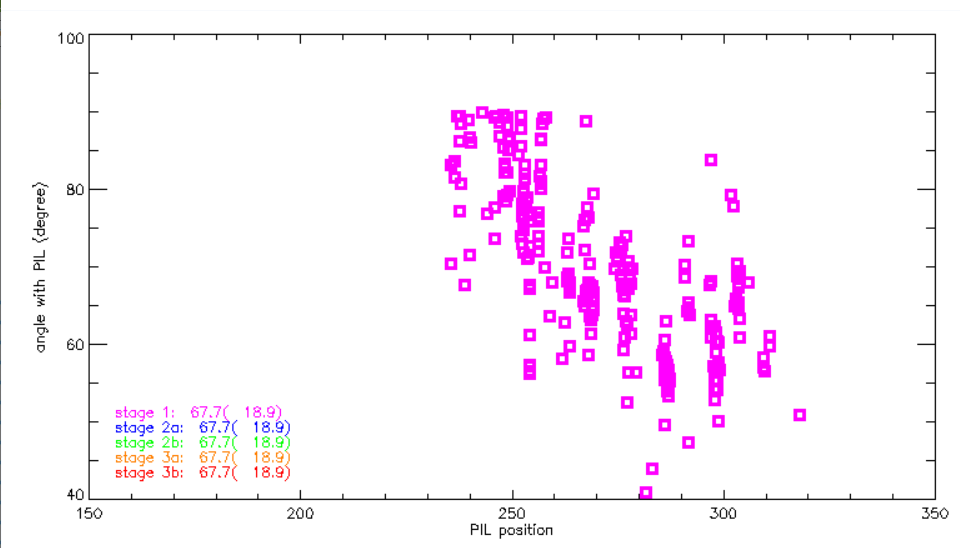 100
80
60
40
angle with PIL (degree)
stage 1: 67.7( 18.9)
stage 2a: 67.7( 18.9)
stage 2b: 67.7( 18.9)
stage 3a: 67.7( 18.9)
stage 3b: 67.7( 18.9)
150 200 250 300 350
PIL position